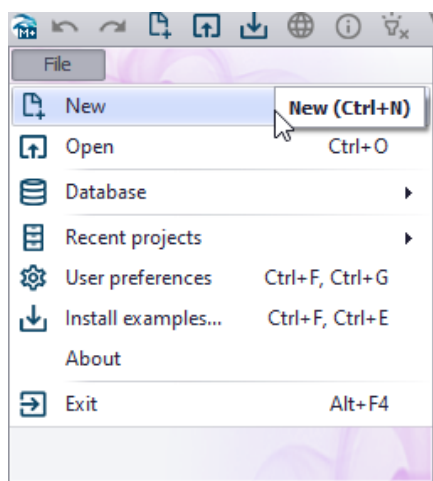 M+
File
New New (Ctrl+N)
Open Ctrl+O
Database
Recent projects
User preferences Ctrl+F, Ctrl+G
Install examples... Ctrl+F, Ctrl+E
About
Exit Alt+F4